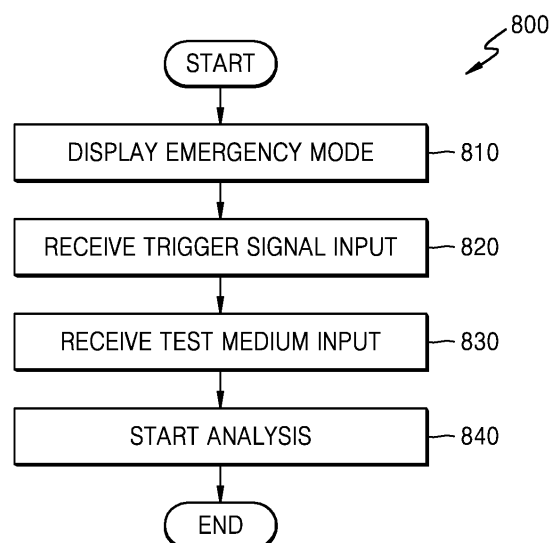 800
START
DISPLAY EMERGENCY MODE 810
RECEIVE TRIGGER SIGNAL INPUT 820
RECEIVE TEST MEDIUM INPUT 830
START ANALYSIS 840
END